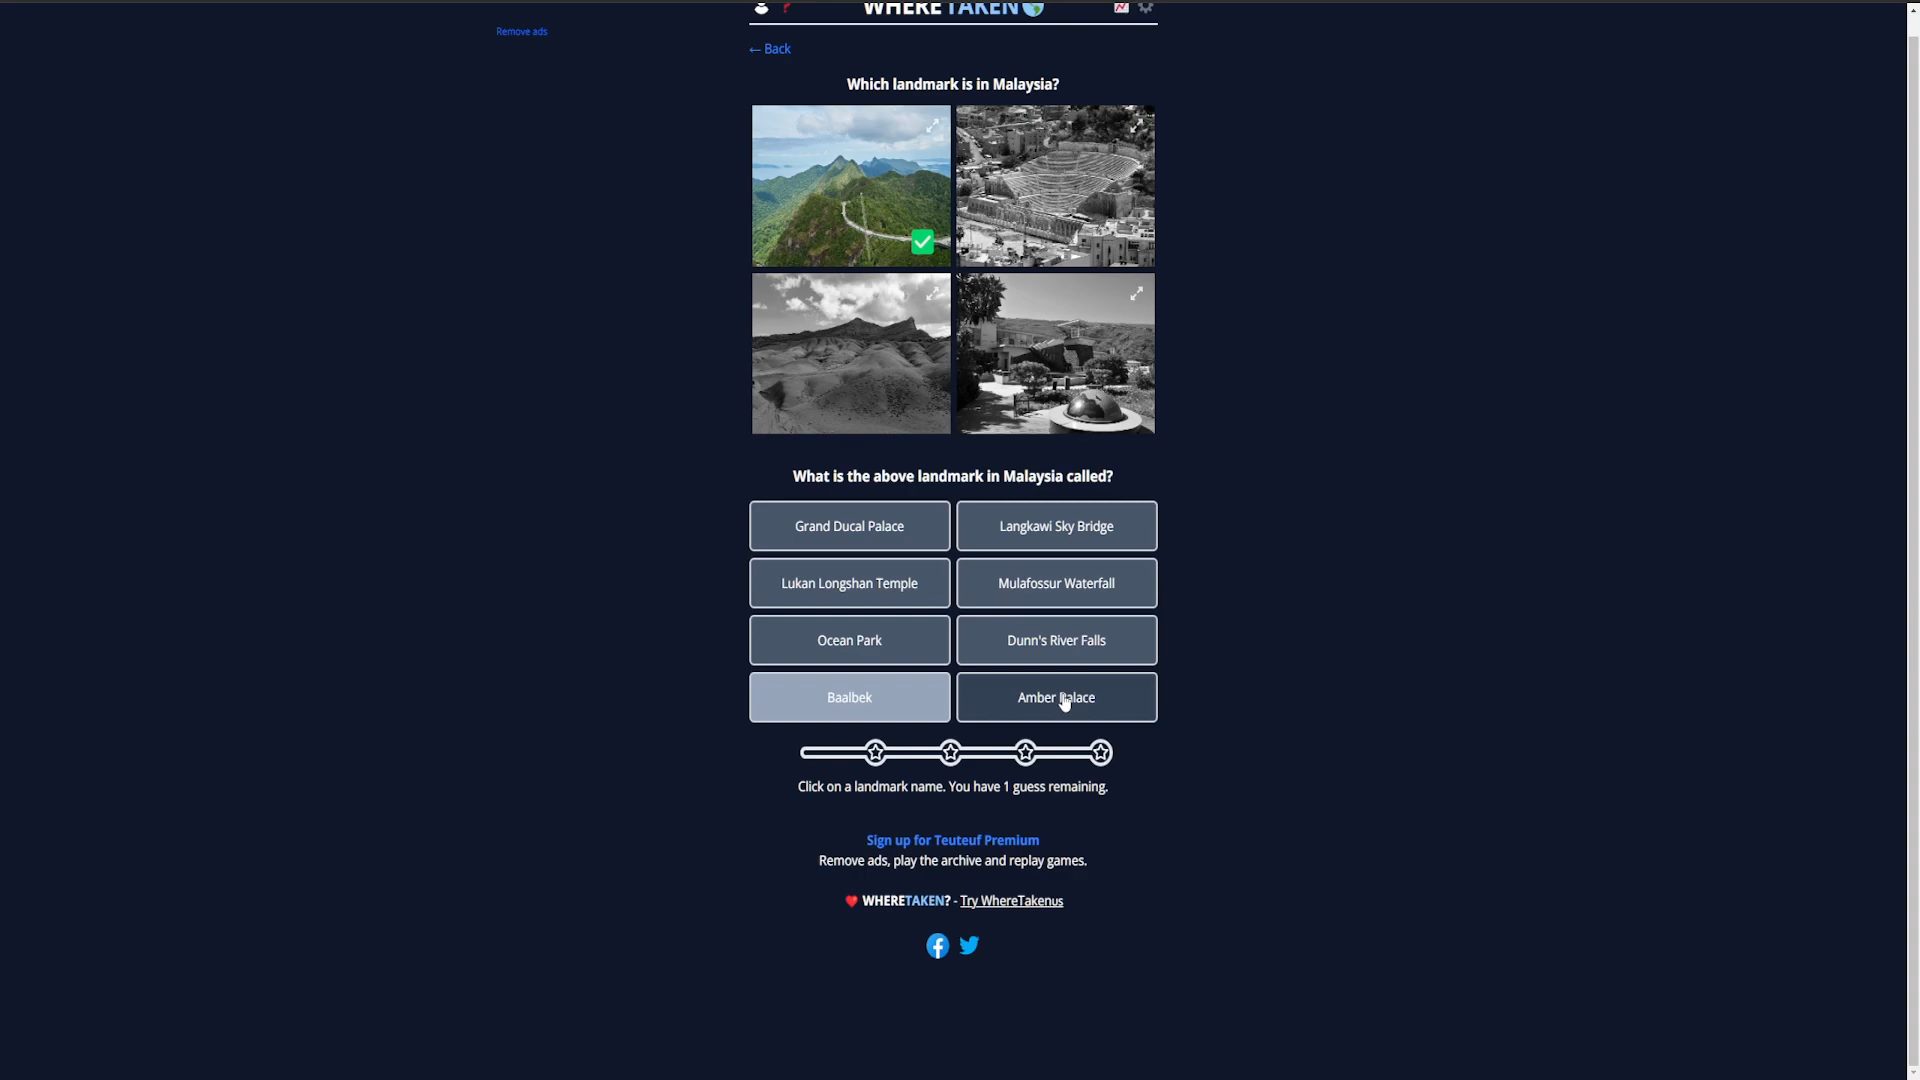 Remove ads
WHERETAKEN
← Back
Which landmark is in Malaysia?
What is the above landmark in Malaysia called?
Grand Ducal Palace
Langkawi Sky Bridge
Lukan Longshan Temple
Mulafossur Waterfall
Ocean Park
Dunn's River Falls
Baalbek
Amber Palace
Click on a landmark name. You have 1 guess remaining.
Sign up for Teuteuf Premium
Remove ads, play the archive and replay games.
❤️ WHERETAKEN? - Try WhereTakenus